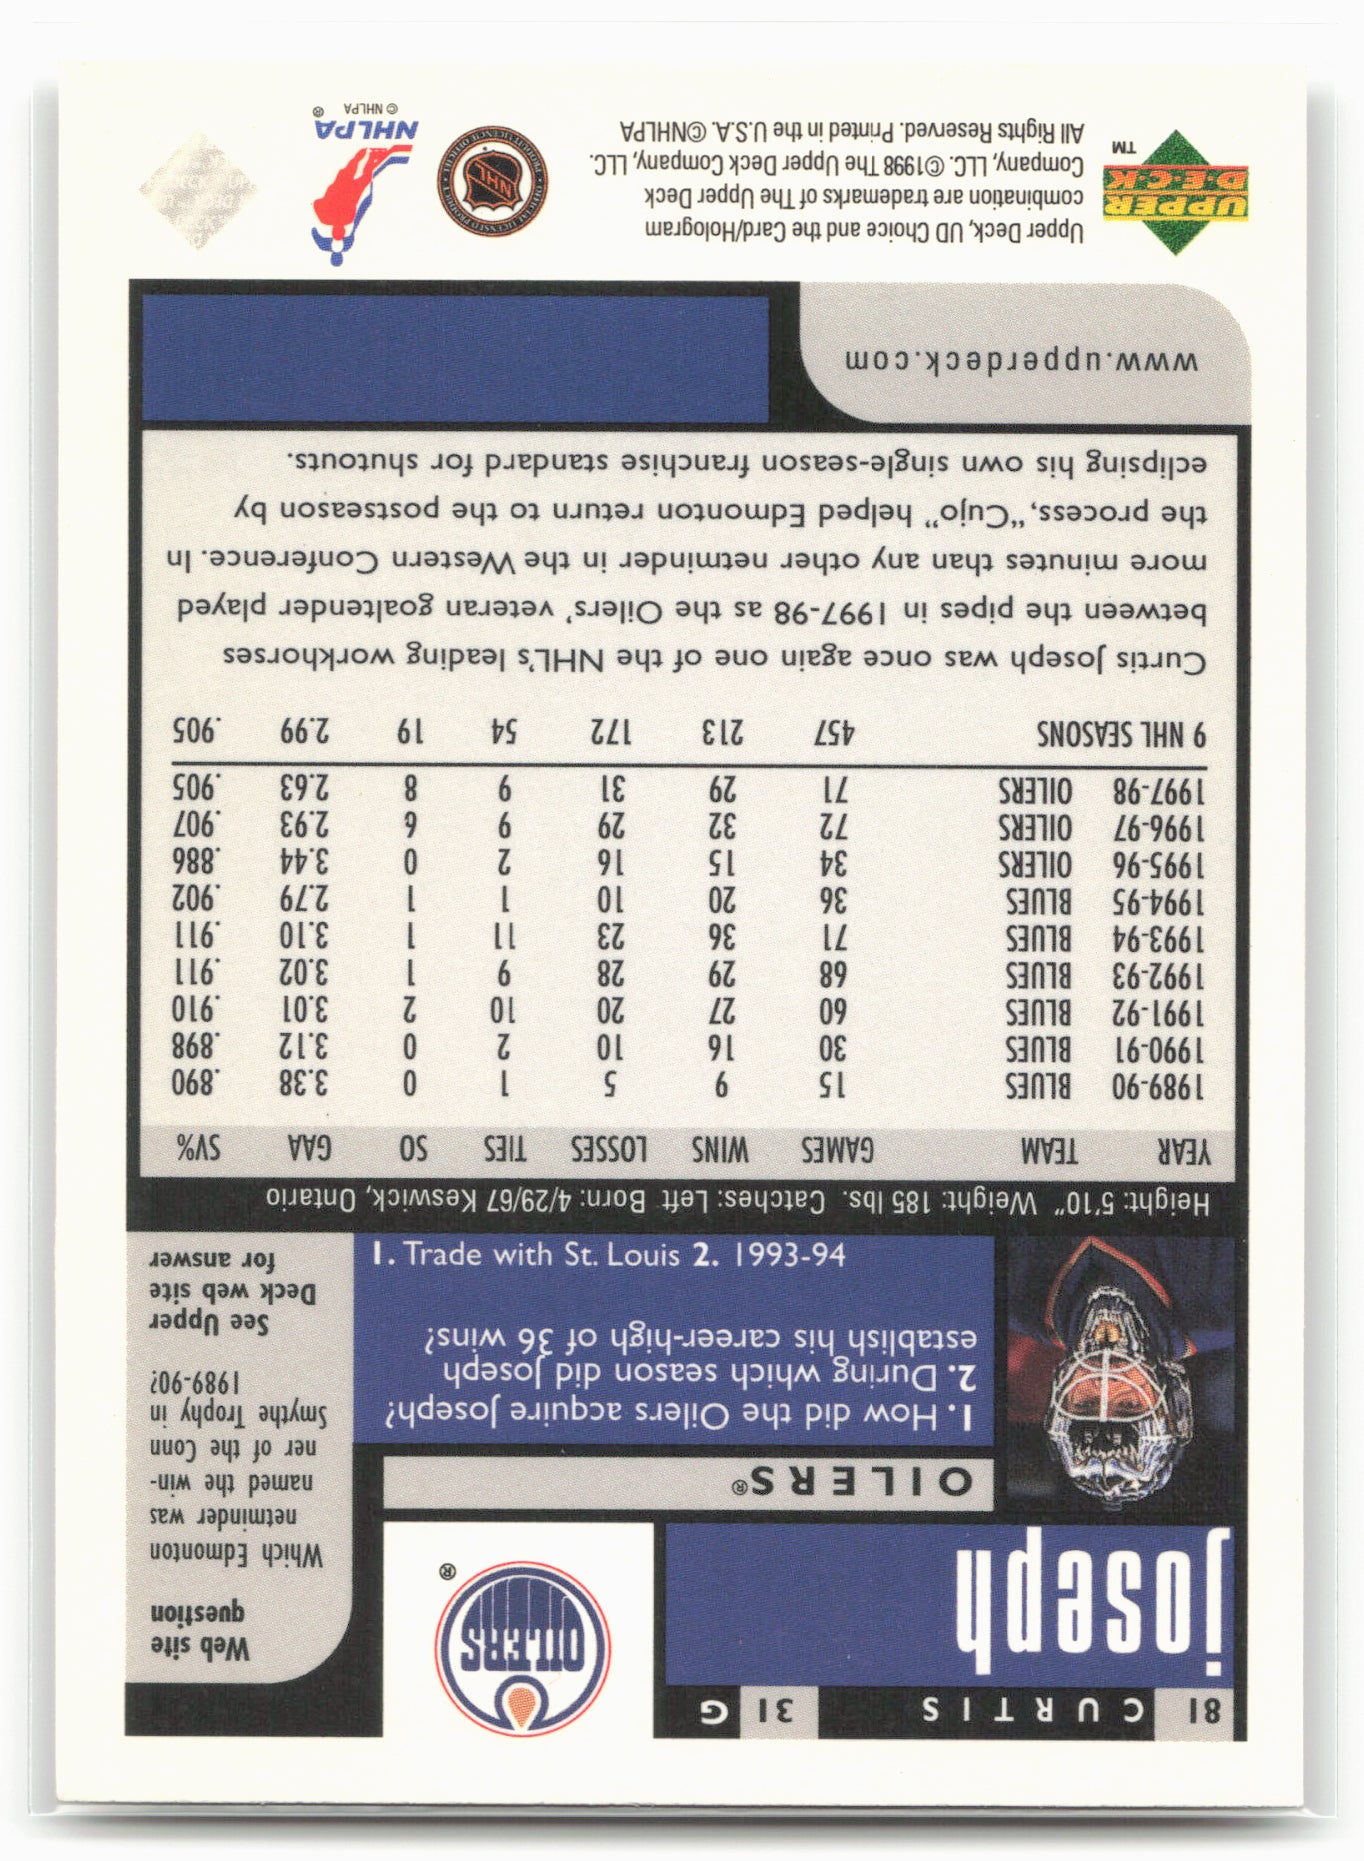 81 CURTIS 31 G
joseph
OILERS
®
OILERS®
Web site
question
Which Edmonton
netminder was
named the win-
ner of the Conn
Smythe Trophy in
1989-90?
See Upper
Deck web site
for answer
1. How did the Oilers acquire Joseph?
2. During which season did Joseph
establish his career-high of 36 wins?
1. Trade with St. Louis 2. 1993-94
Height: 5'10" Weight: 185 lbs. Catches: Left Born: 4/29/67 Keswick, Ontario
YEAR TEAM GAMES WINS LOSSES TIES SO GAA SV%
1989-90 BLUES 15 9 5 1 0 3.38 .890
1990-91 BLUES 30 16 10 2 0 3.12 .898
1991-92 BLUES 60 27 20 10 2 3.01 .910
1992-93 BLUES 68 29 28 9 1 3.02 .911
1993-94 BLUES 71 36 23 11 1 3.10 .911
1994-95 BLUES 36 20 10 1 1 2.79 .902
1995-96 OILERS 34 15 16 2 0 3.44 .886
1996-97 OILERS 72 32 29 9 6 2.93 .907
1997-98 OILERS 71 29 31 9 8 2.63 .905
9 NHL SEASONS 457 213 172 54 19 2.99 .905
Curtis Joseph was once again one of the NHL's leading workhorses
between the pipes in 1997-98 as the Oilers' veteran goaltender played
more minutes than any other netminder in the Western Conference. In
the process, "Cujo" helped Edmonton return to the postseason by
eclipsing his own single-season franchise standard for shutouts.
www.upperdeck.com
UPPER
DECK
TM
Upper Deck, UD Choice and the Card/Hologram
combination are trademarks of The Upper Deck
Company, LLC. ©1998 The Upper Deck Company, LLC.
All Rights Reserved. Printed in the U.S.A. ©NHLPA
NHL
OFFICIAL LICENSED PRODUCT
NHLPA
®
© NHLPA